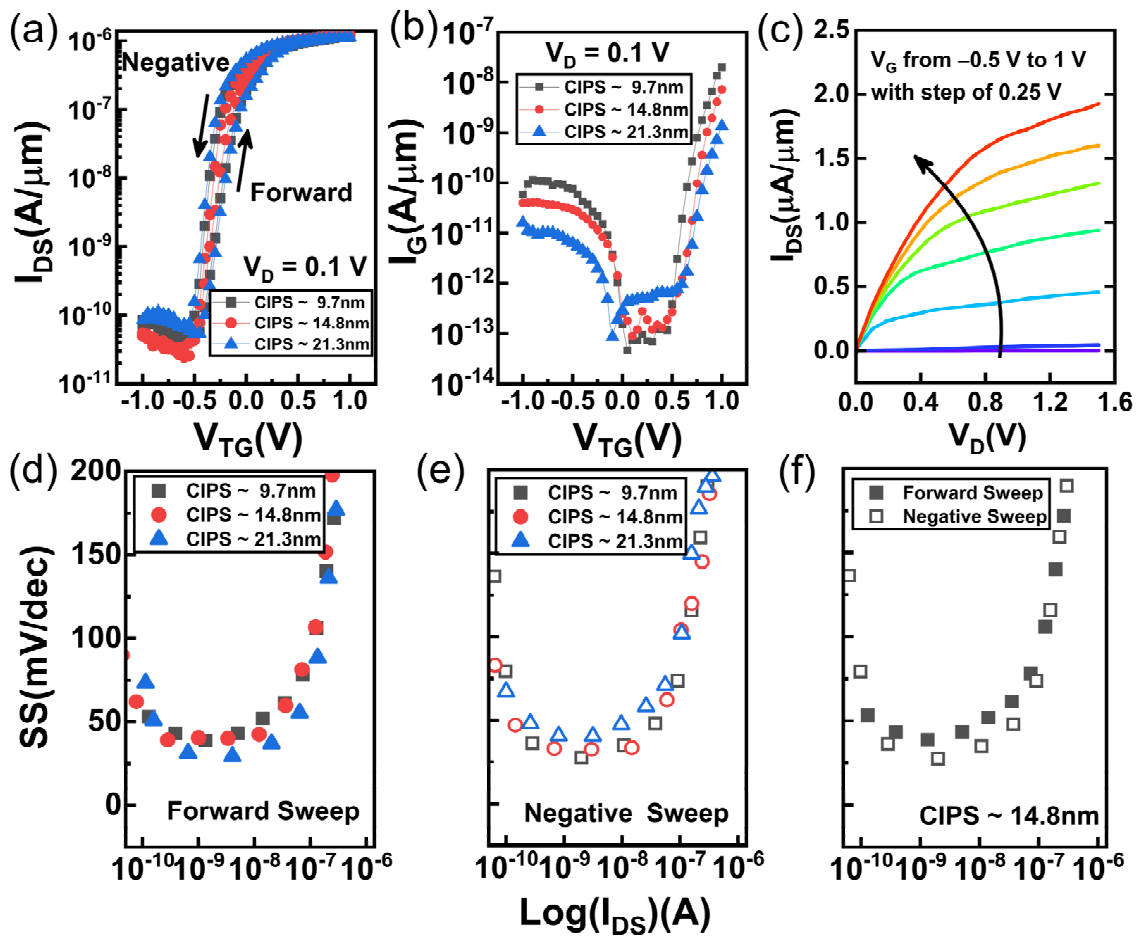 (a)
I_DS(A/μm)
10⁻⁶
10⁻⁷
10⁻⁸
10⁻⁹
10⁻¹⁰
10⁻¹¹
Negative
Forward
V_D = 0.1 V
CIPS ~ 9.7nm
CIPS ~ 14.8nm
CIPS ~ 21.3nm
-1.0 -0.5 0.0 0.5 1.0
V_TG(V)
(b)
I_G(A/μm)
10⁻⁷
10⁻⁸
10⁻⁹
10⁻¹⁰
10⁻¹¹
10⁻¹²
10⁻¹³
10⁻¹⁴
V_D = 0.1 V
CIPS ~ 9.7nm
CIPS ~ 14.8nm
CIPS ~ 21.3nm
-1.0 -0.5 0.0 0.5 1.0
V_TG(V)
(c)
I_DS(μA/μm)
2.5
2.0
1.5
1.0
0.5
0.0
V_G from −0.5 V to 1 V
with step of 0.25 V
0.0 0.4 0.8 1.2 1.6
V_D(V)
(d)
SS(mV/dec)
200
150
100
50
0
CIPS ~ 9.7nm
CIPS ~ 14.8nm
CIPS ~ 21.3nm
Forward Sweep
10⁻¹⁰ 10⁻⁹ 10⁻⁸ 10⁻⁷ 10⁻⁶
(e)
CIPS ~ 9.7nm
CIPS ~ 14.8nm
CIPS ~ 21.3nm
Negative Sweep
10⁻¹⁰ 10⁻⁹ 10⁻⁸ 10⁻⁷ 10⁻⁶
Log(I_DS)(A)
(f)
Forward Sweep
Negative Sweep
CIPS ~ 14.8nm
10⁻¹⁰ 10⁻⁹ 10⁻⁸ 10⁻⁷ 10⁻⁶